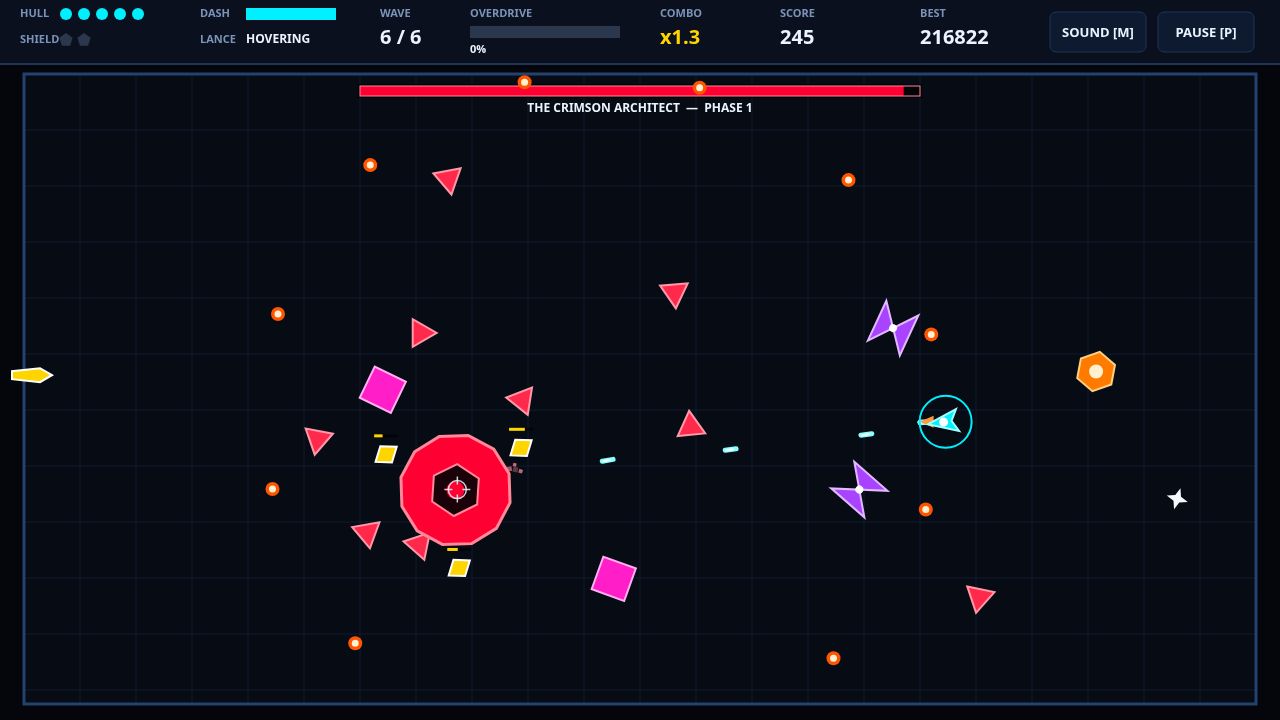 HULL
SHIELD
DASH
LANCE HOVERING
WAVE
6 / 6
OVERDRIVE
0%
COMBO
x1.3
SCORE
245
BEST
216822
SOUND [M]
PAUSE [P]
THE CRIMSON ARCHITECT — PHASE 1